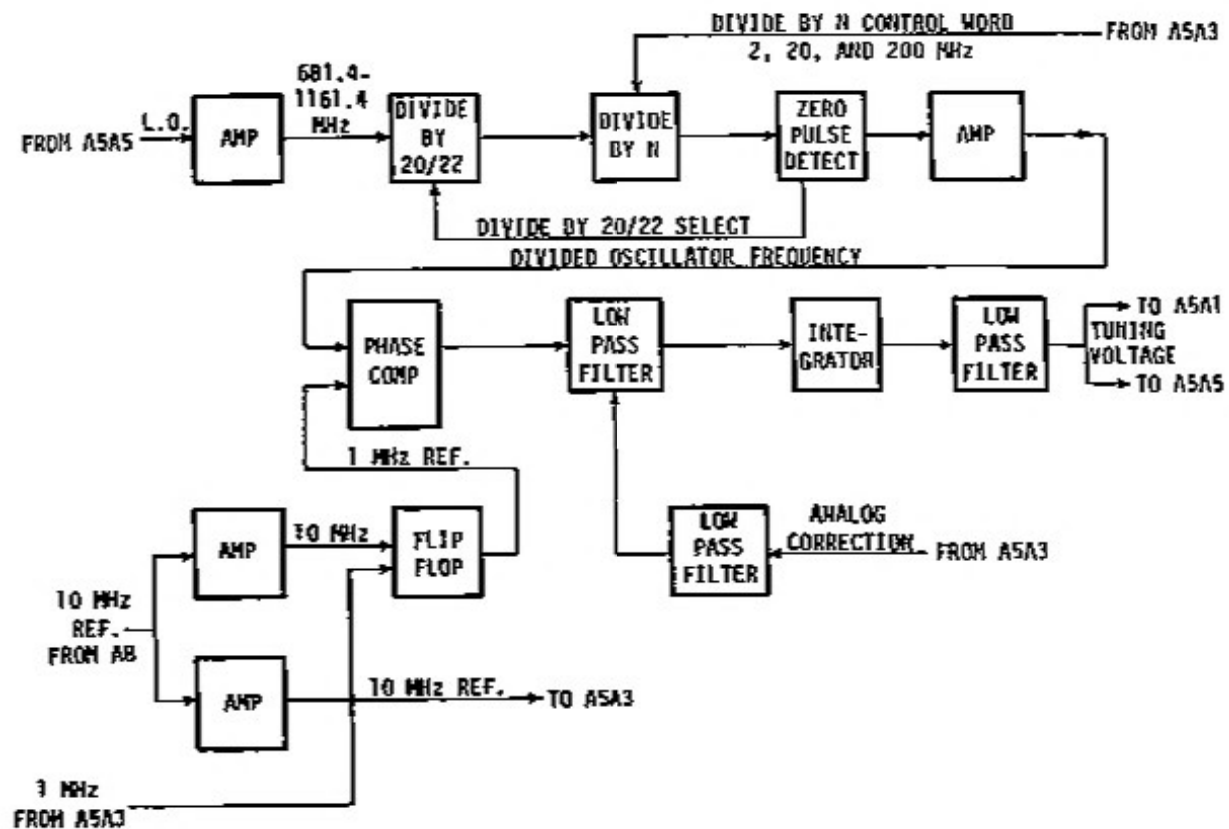 DIVIDE BY N CONTROL WORD
2, 20, AND 200 MHz
FROM A5A3
FROM A5A5
L.O.
AMP
681.4-
1161.4
MHz
DIVIDE
BY
20/22
DIVIDE
BY N
ZERO
PULSE
DETECT
AMP
DIVIDE BY 20/22 SELECT
DIVIDED OSCILLATOR FREQUENCY
PHASE
COMP
LOW
PASS
FILTER
INTE-
GRATOR
LOW
PASS
FILTER
TO A5A1
TUNING
VOLTAGE
TO A5A5
1 MHz REF.
AMP
10 MHz
FLIP
FLOP
LOW
PASS
FILTER
ANALOG
CORRECTION
FROM A5A3
10 MHz
REF.
FROM A8
AMP
10 MHz REF.
TO A5A3
1 MHz
FROM A5A3